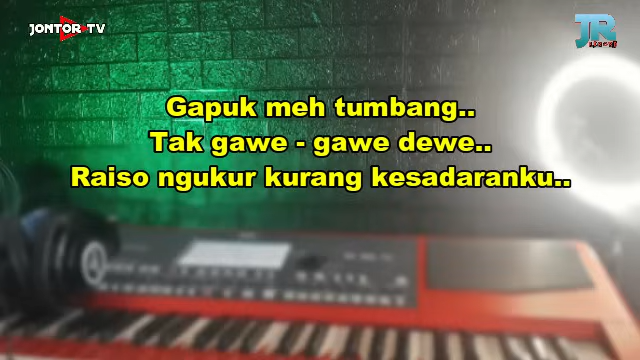 JONTOR TV
JR
Gapuk meh tumbang..
Tak gawe - gawe dewe..
Raiso ngukur kurang kesadaranku..